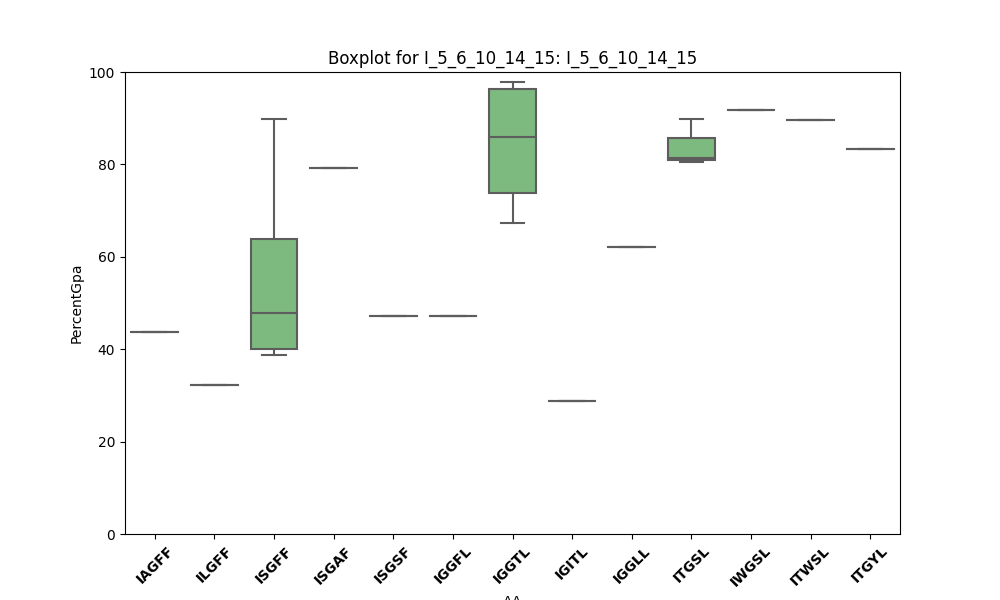 Boxplot for I_5_6_10_14_15: I_5_6_10_14_15
100
80
60
40
20
0
PercentGpa
IAGFF
ILGFF
ISGFF
ISGAF
ISGSF
IGGFL
IGGTL
IGITL
IGGLL
ITGSL
IWGSL
ITWSL
ITGYL